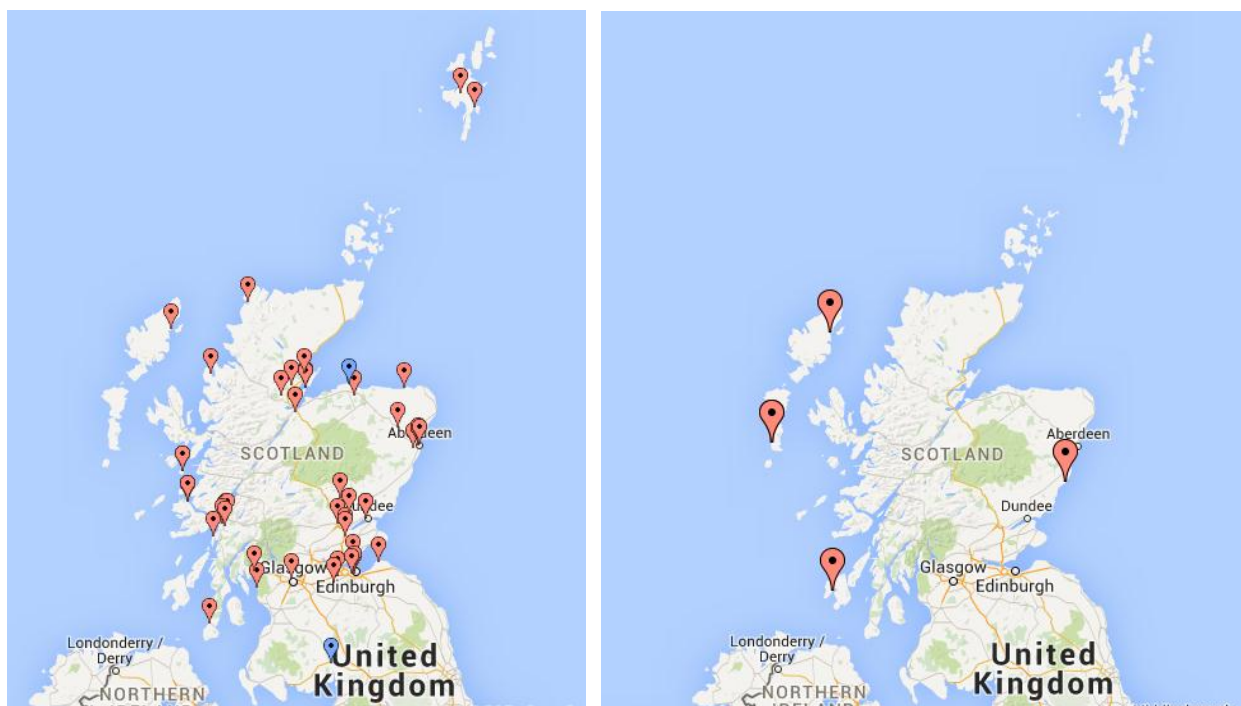 Aberdeen
SCOTLAND
Glasgow
Edinburgh
Londonderry /
Derry
United
Kingdom
NORTHERN
Aberdeen
SCOTLAND
Dundee
Glasgow
Edinburgh
Londonderry /
Derry
United
Kingdom
NORTHERN